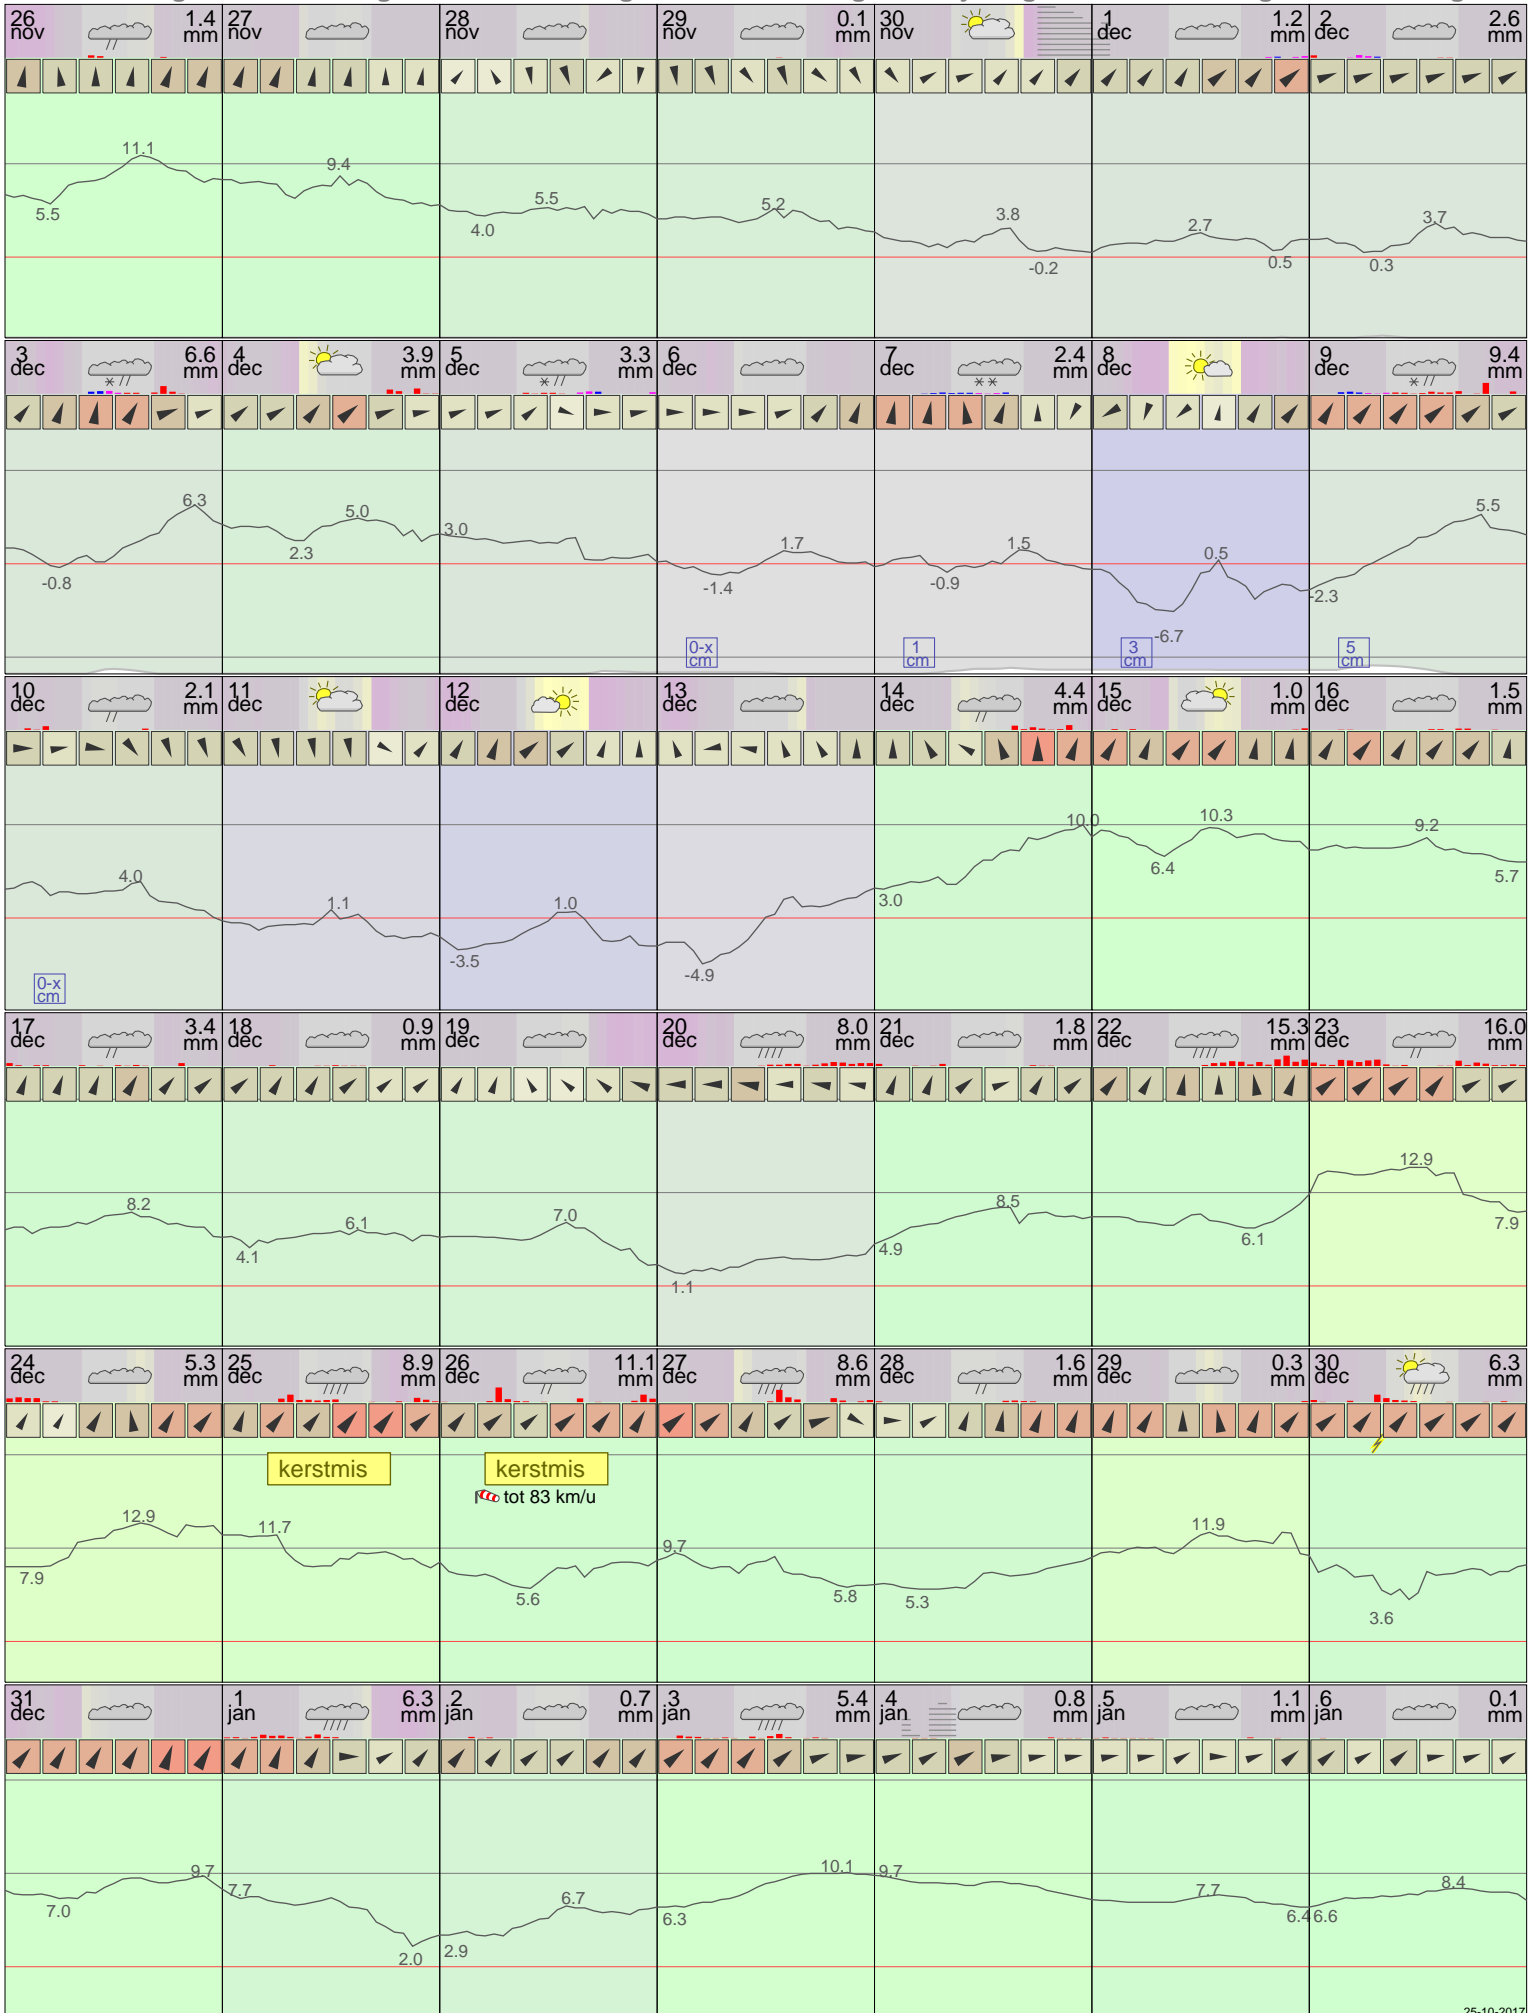 26 nov 1.4 mm
27 nov
28 nov
29 nov 0.1 mm
30 nov
1 dec 1.2 mm
2 dec 2.6 mm
11.1 9.4 5.5 5.2 3.8 2.7 3.7
5.5 4.0 -0.2 0.5 0.3
3 dec 6.6 mm
4 dec 3.9 mm
5 dec 3.3 mm
6 dec
7 dec 2.4 mm
8 dec
9 dec 9.4 mm
6.3 5.0 3.0 1.7 1.5 0.5 5.5
-0.8 2.3 -1.4 -0.9 -6.7 -2.3
0-x cm
1 cm
3 cm
5 cm
10 dec 2.1 mm
11 dec
12 dec
13 dec
14 dec 4.4 mm
15 dec 1.0 mm
16 dec 1.5 mm
4.0 1.1 1.0 10.0 10.3 9.2
-3.5 -4.9 3.0 6.4 5.7
0-x cm
17 dec 3.4 mm
18 dec 0.9 mm
19 dec
20 dec 8.0 mm
21 dec 1.8 mm
22 dec 15.3 mm
23 dec 16.0 mm
8.2 6.1 7.0 8.5 12.9
4.1 1.1 4.9 6.1 7.9
24 dec 5.3 mm
25 dec 8.9 mm
26 dec 11.1 mm
27 dec 8.6 mm
28 dec 1.6 mm
29 dec 0.3 mm
30 dec 6.3 mm
kerstmis
kerstmis
tot 83 km/u
12.9 11.7 9.7 11.9
7.9 5.6 5.8 5.3 3.6
31 dec
1 jan 6.3 mm
2 jan 0.7 mm
3 jan 5.4 mm
4 jan 0.8 mm
5 jan 1.1 mm
6 jan 0.1 mm
9.7 7.7 6.7 10.1 9.7 7.7 8.4
7.0 2.0 2.9 6.3 6.4 6.6
25-10-2017